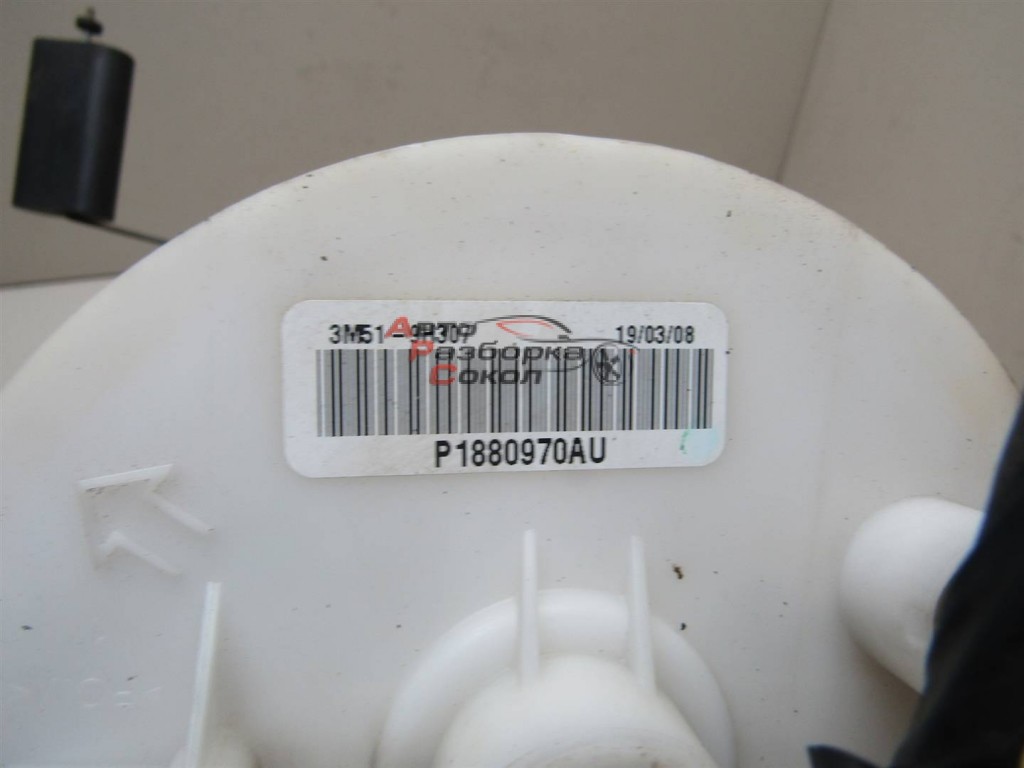 3M51-9H307 19/03/08
Авто
Разборка
Сокол
P1880970AU